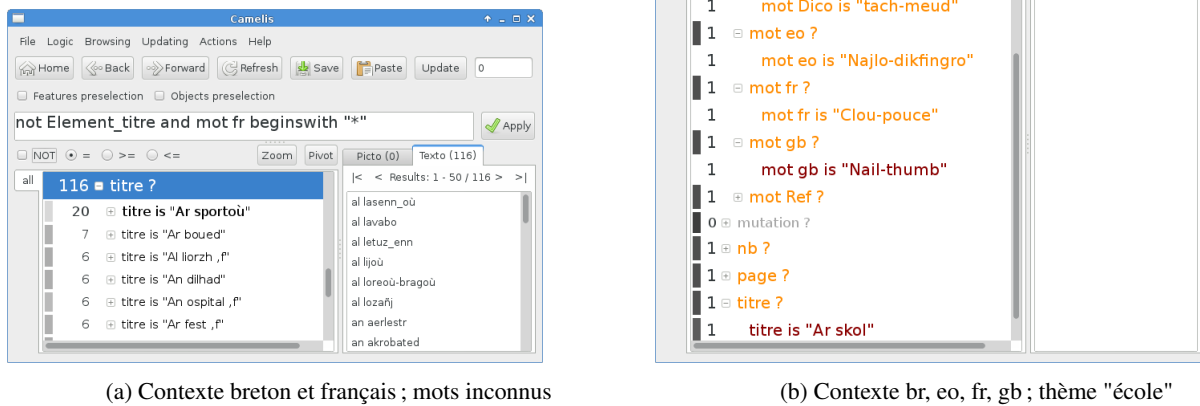 Camelis
File Logic Browsing Updating Actions Help
Home Back Forward Refresh Save Paste Update 0
Features preselection Objects preselection
not Element_titre and mot fr beginswith "*"
Apply
NOT = >= <= Zoom Pivot
Picto (0) Texto (116)
all
|< < Results: 1 - 50 / 116 > >|
116 titre ?
20 titre is "Ar sportoù"
7 titre is "Ar boued"
6 titre is "Al liorzh ,f"
6 titre is "An dilhad"
6 titre is "An ospital ,f"
6 titre is "Ar fest ,f"
al lasenn_où
al lavabo
al letuz_enn
al lijoù
al loreoù-bragoù
al lozañj
an aerlestr
an akrobated
(a) Contexte breton et français ; mots inconnus
1 mot Dico is "tach-meud"
1 mot eo ?
1 mot eo is "Najlo-dikfingro"
1 mot fr ?
1 mot fr is "Clou-pouce"
1 mot gb ?
1 mot gb is "Nail-thumb"
1 mot Ref ?
0 mutation ?
1 nb ?
1 page ?
1 titre ?
1 titre is "Ar skol"
(b) Contexte br, eo, fr, gb ; thème "école"